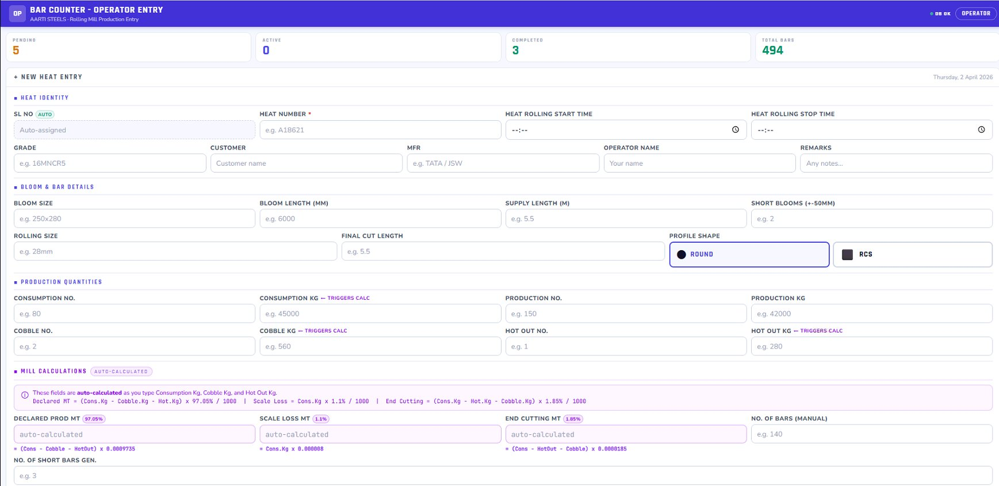 OP
BAR COUNTER - OPERATOR ENTRY
AARTI STEELS · Rolling Mill Production Entry
DB OK
OPERATOR
PENDING
5
ACTIVE
0
COMPLETED
3
TOTAL BARS
494
+ NEW HEAT ENTRY
Thursday, 2 April 2026
HEAT IDENTITY
SL NO AUTO
Auto-assigned
HEAT NUMBER *
e.g. A18621
HEAT ROLLING START TIME
--:--
HEAT ROLLING STOP TIME
--:--
GRADE
e.g. 16MNCR5
CUSTOMER
Customer name
MFR
e.g. TATA / JSW
OPERATOR NAME
Your name
REMARKS
Any notes...
BLOOM & BAR DETAILS
BLOOM SIZE
e.g. 250x280
BLOOM LENGTH (MM)
e.g. 6000
SUPPLY LENGTH (M)
e.g. 5.5
SHORT BLOOMS (+-50MM)
e.g. 2
ROLLING SIZE
e.g. 28mm
FINAL CUT LENGTH
e.g. 5.5
PROFILE SHAPE
ROUND
RCS
PRODUCTION QUANTITIES
CONSUMPTION NO.
e.g. 80
CONSUMPTION KG ← TRIGGERS CALC
e.g. 45000
PRODUCTION NO.
e.g. 150
PRODUCTION KG
e.g. 42000
COBBLE NO.
e.g. 2
COBBLE KG ← TRIGGERS CALC
e.g. 560
HOT OUT NO.
e.g. 1
HOT OUT KG ← TRIGGERS CALC
e.g. 280
MILL CALCULATIONS AUTO-CALCULATED
These fields are auto-calculated as you type Consumption Kg, Cobble Kg, and Hot Out Kg.
Declared MT = (Cons.Kg - Cobble.Kg - Hot.Kg) x 97.05% / 1000 | Scale Loss = Cons.Kg x 1.1% / 1000 | End Cutting = (Cons.Kg - Hot.Kg - Cobble.Kg) x 1.85% / 1000
DECLARED PROD MT 97.05%
auto-calculated
= (Cons - Cobble - HotOut) x 0.0009735
SCALE LOSS MT 1.1%
auto-calculated
= Cons.Kg x 0.000008
END CUTTING MT 1.85%
auto-calculated
= (Cons - HotOut - Cobble) x 0.0000185
NO. OF BARS (MANUAL)
e.g. 140
NO. OF SHORT BARS GEN.
e.g. 3